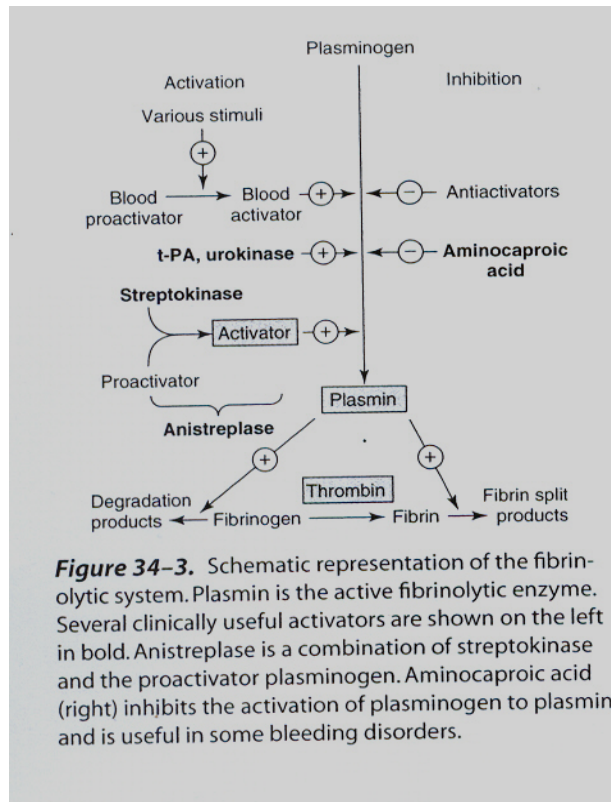 Plasminogen
Activation
Inhibition
Various stimuli
+
Blood proactivator
Blood activator
+
−
Antiactivators
t-PA, urokinase
+
−
Aminocaproic acid
Streptokinase
Activator
+
Proactivator
Anistreplase
Plasmin
+
+
Thrombin
Degradation products
Fibrinogen
Fibrin
Fibrin split products
Figure 34–3. Schematic representation of the fibrin-
olytic system. Plasmin is the active fibrinolytic enzyme.
Several clinically useful activators are shown on the left
in bold. Anistreplase is a combination of streptokinase
and the proactivator plasminogen. Aminocaproic acid
(right) inhibits the activation of plasminogen to plasmin
and is useful in some bleeding disorders.